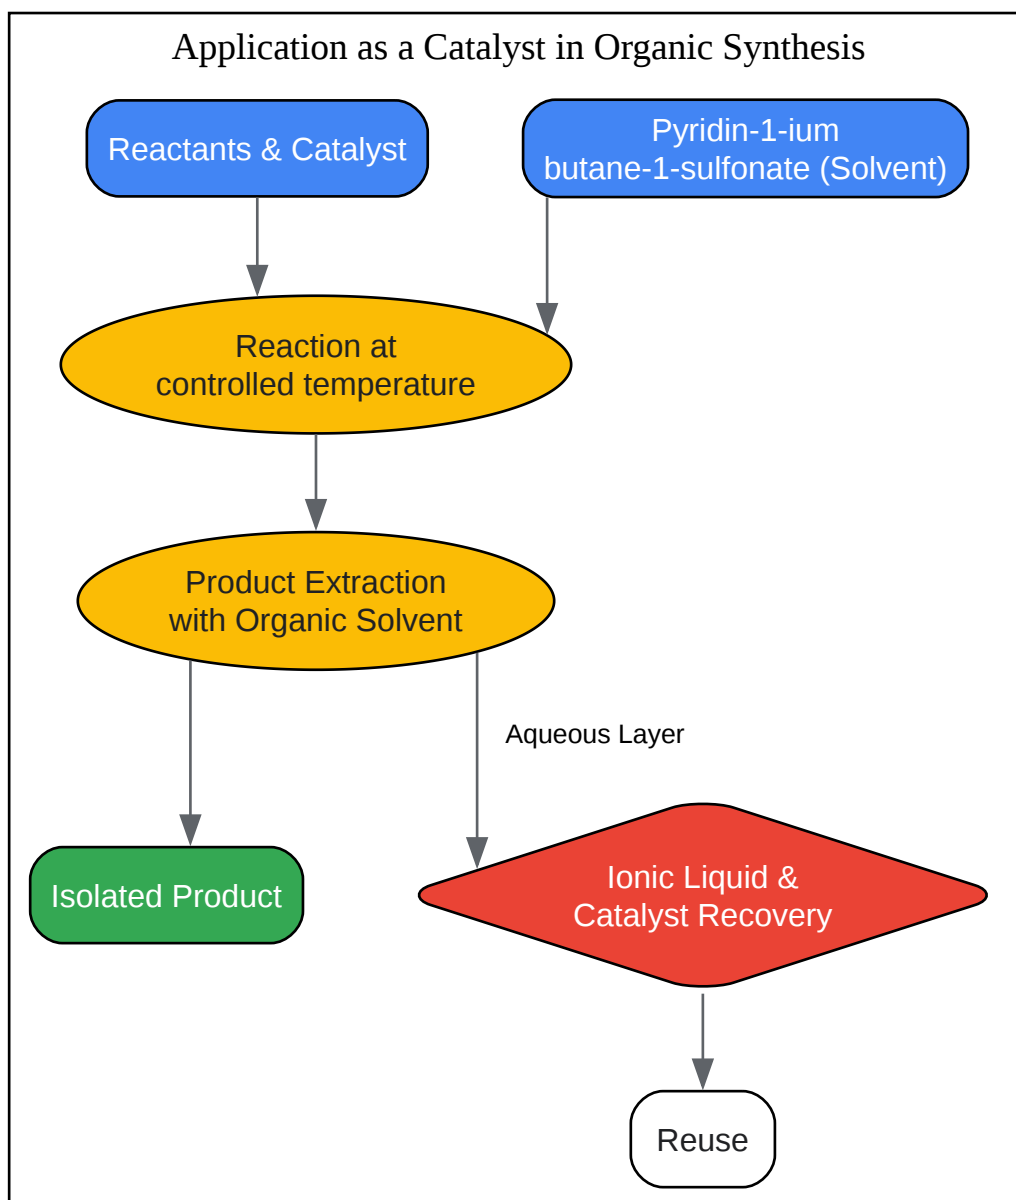 Application as a Catalyst in Organic Synthesis
Reactants & Catalyst
Pyridin-1-ium
butane-1-sulfonate (Solvent)
Reaction at
controlled temperature
Product Extraction
with Organic Solvent
Aqueous Layer
Isolated Product
Ionic Liquid &
Catalyst Recovery
Reuse